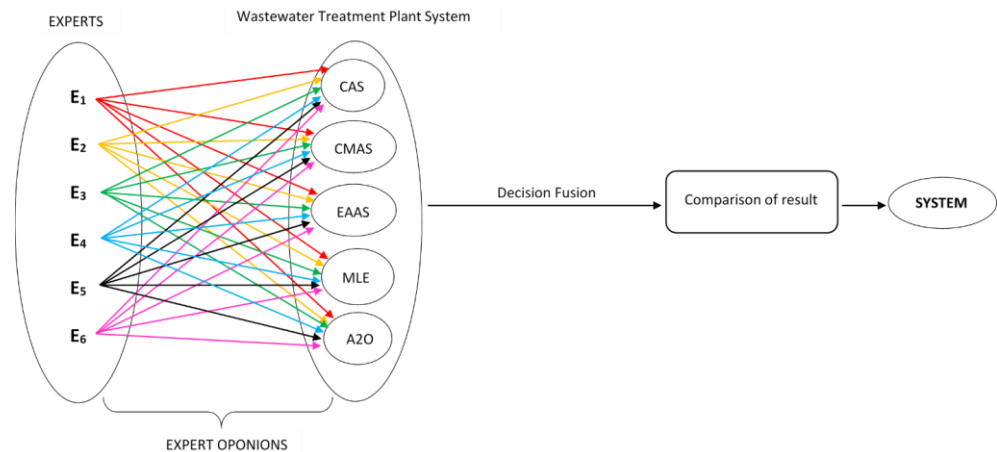 EXPERTS
Wastewater Treatment Plant System
E1
E2
E3
E4
E5
E6
CAS
CMAS
EAAS
MLE
A2O
Decision Fusion
Comparison of result
SYSTEM
EXPERT OPONIONS